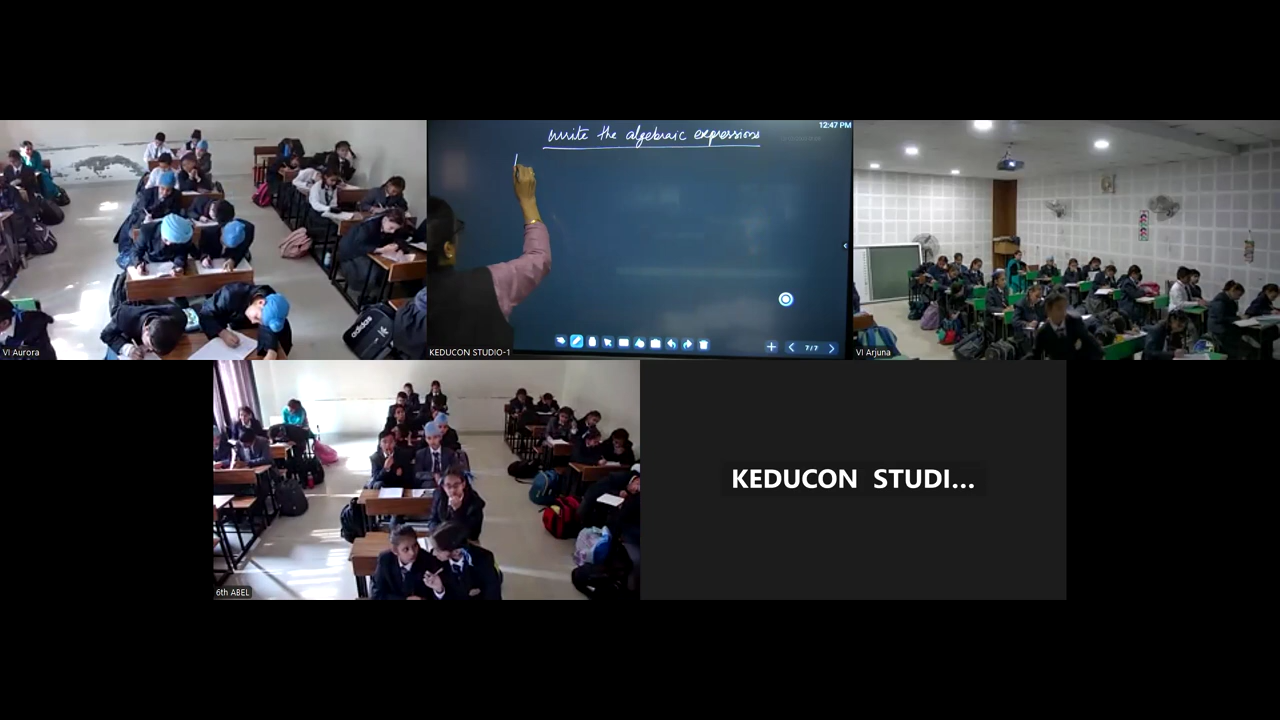 write the algebraic expressions
12:47 PM
VI Aurora
KEDUCON STUDIO-1
7/7
VI Arjuna
adidas
6th ABEL
KEDUCON STUDI...